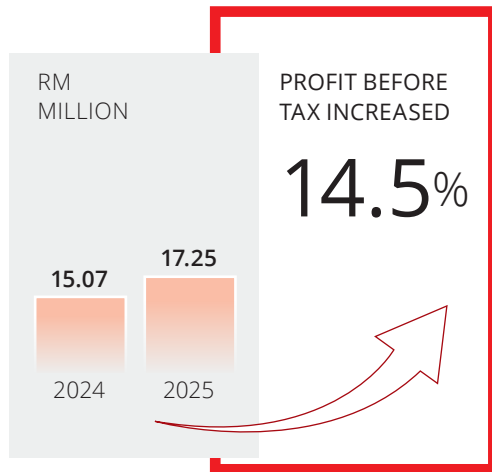 RM
MILLION
15.07
17.25
2024
2025
PROFIT BEFORE
TAX INCREASED
14.5%